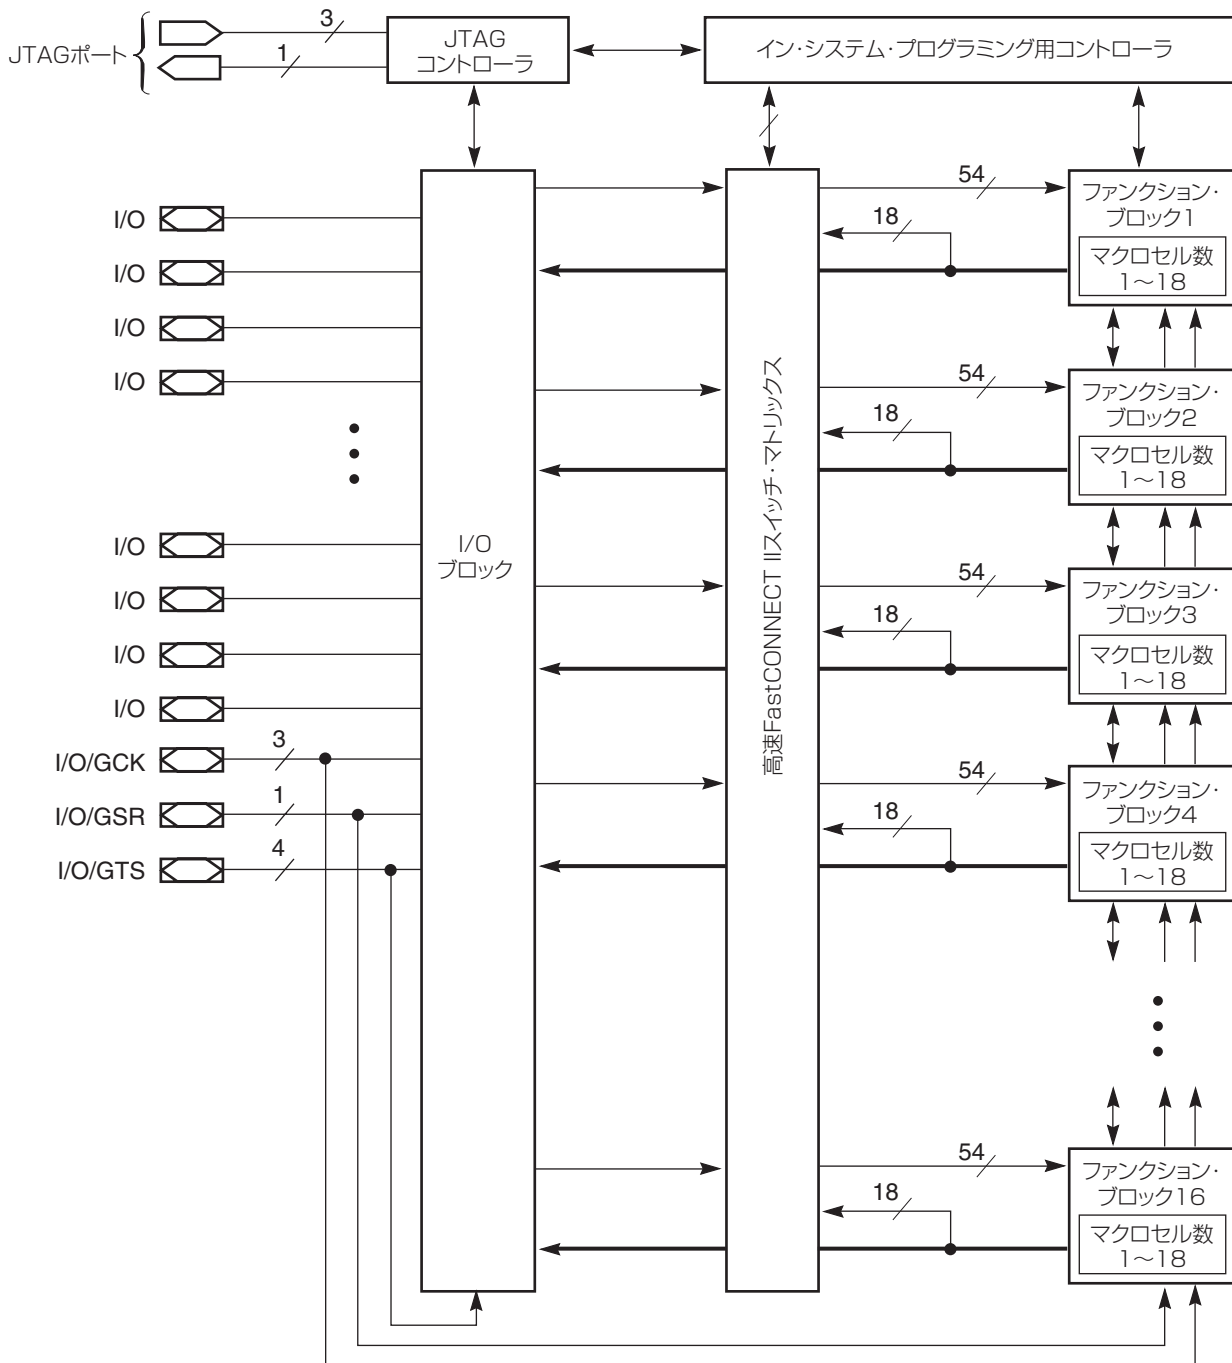 JTAGポート
3
1
JTAG
コントローラ
イン・システム・プログラミング用コントローラ
I/O
I/O
I/O
I/O
I/O
I/O
I/O
I/O
I/O/GCK
3
I/O/GSR
1
I/O/GTS
4
I/O
ブロック
高速FastCONNECT IIスイッチ・マトリックス
54
18
ファンクション・
ブロック1
マクロセル数
1～18
54
18
ファンクション・
ブロック2
マクロセル数
1～18
54
18
ファンクション・
ブロック3
マクロセル数
1～18
54
18
ファンクション・
ブロック4
マクロセル数
1～18
54
18
ファンクション・
ブロック16
マクロセル数
1～18